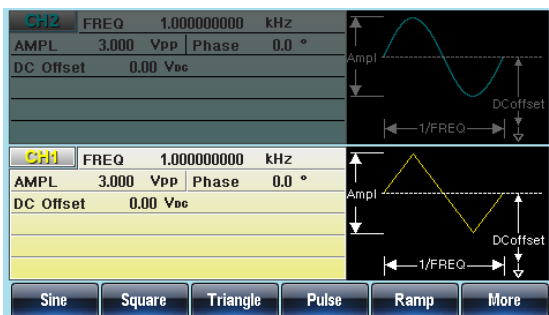 CH2 FREQ 1.000000000 kHz
AMPL 3.000 Vpp Phase 0.0 °
DC Offset 0.00 VDC
Ampl
DCoffset
1/FREQ
CH1 FREQ 1.000000000 kHz
AMPL 3.000 Vpp Phase 0.0 °
DC Offset 0.00 VDC
Ampl
DCoffset
1/FREQ
Sine Square Triangle Pulse Ramp More